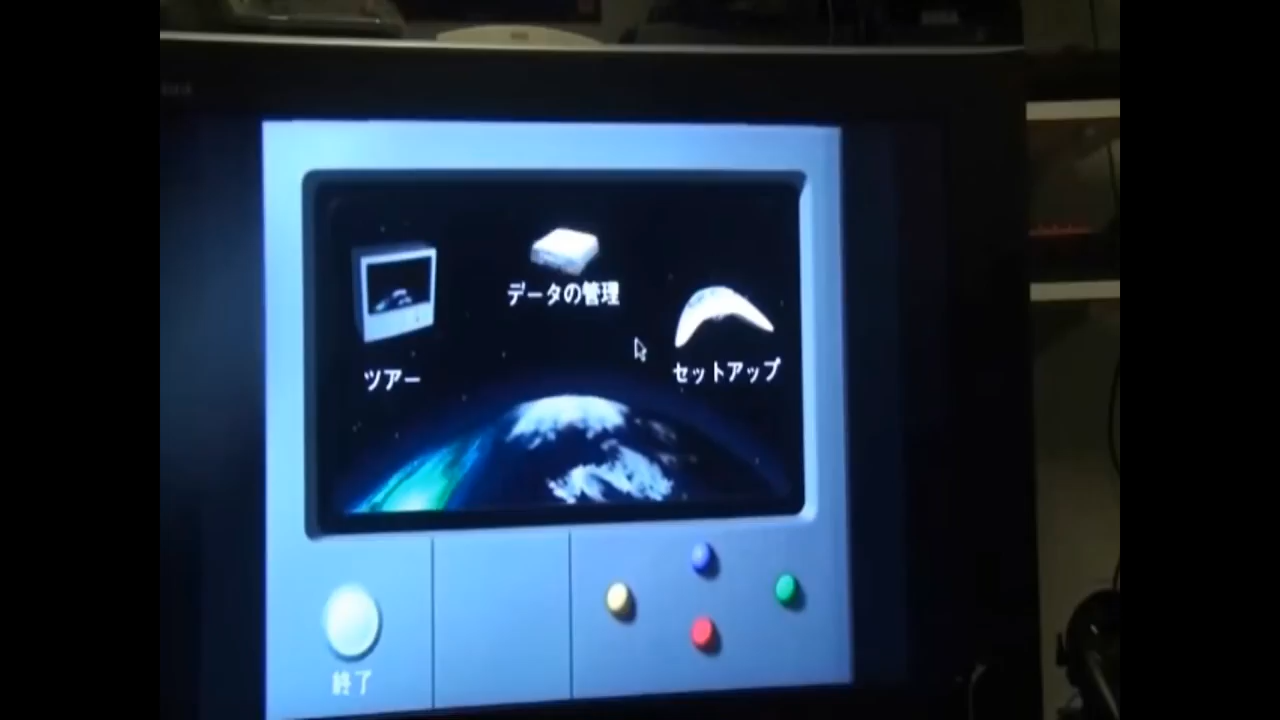 データの管理
ツアー
セットアップ
終了